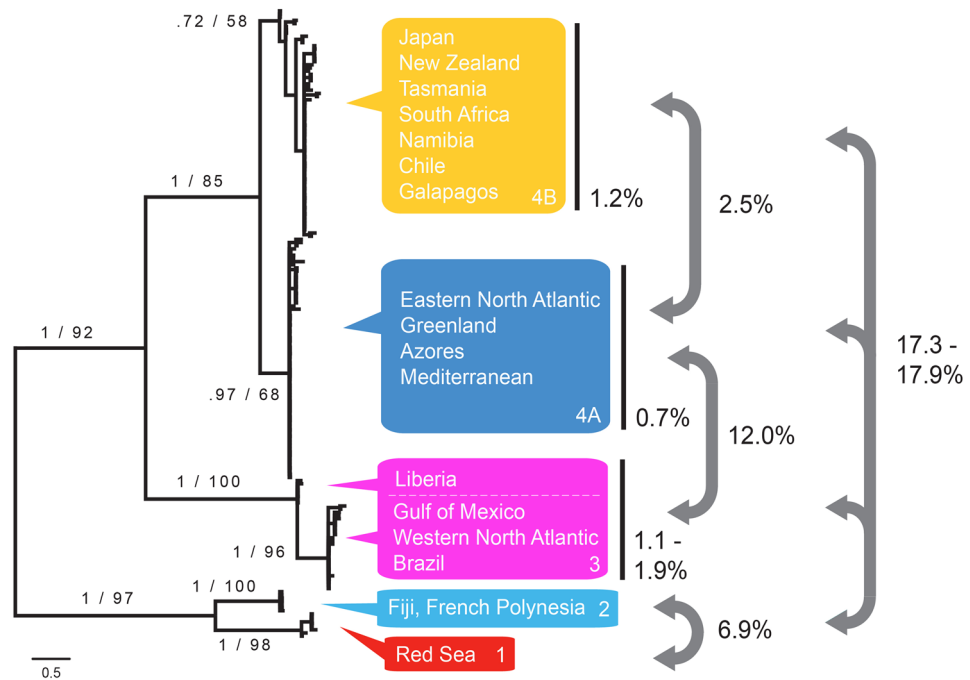 .72 / 58
Japan
New Zealand
Tasmania
South Africa
Namibia
Chile
Galapagos
4B
1.2%
2.5%
1 / 85
Eastern North Atlantic
Greenland
Azores
Mediterranean
4A
0.7%
1 / 92
.97 / 68
12.0%
17.3 -
17.9%
1 / 100
Liberia
Gulf of Mexico
Western North Atlantic
Brazil
3
1.1 -
1.9%
1 / 96
1 / 97
1 / 100
Fiji, French Polynesia 2
6.9%
1 / 98
Red Sea 1
0.5